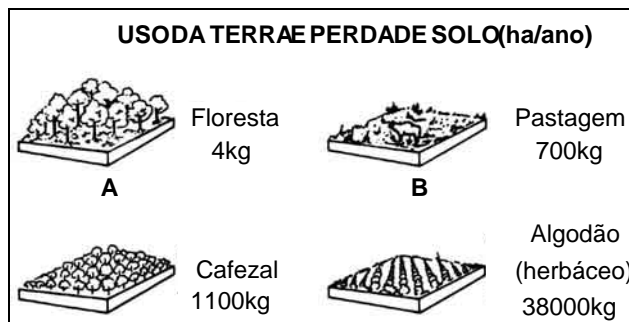 USODA TERRAE PERDADE SOLO(ha/ano)
Floresta
4kg
A
Pastagem
700kg
B
Cafezal
1100kg
Algodão
(herbáceo)
38000kg